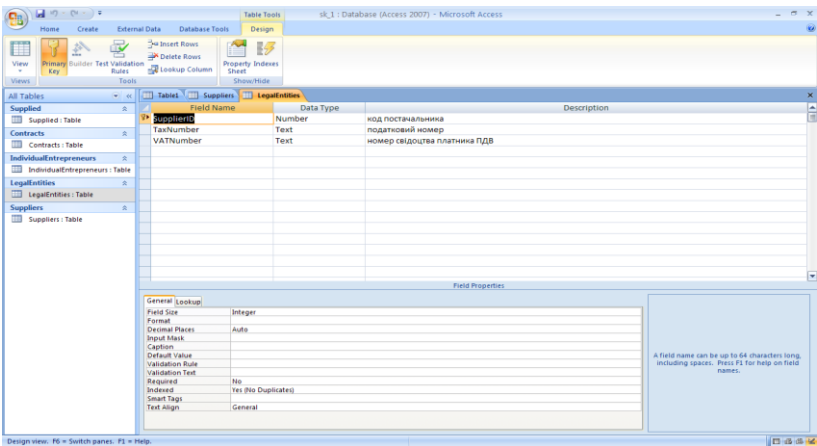 Table Tools
sk_1 : Database (Access 2007) - Microsoft Access
Home Create External Data Database Tools Design
View
Primary Key
Builder
Test Validation Rules
Insert Rows
Delete Rows
Lookup Column
Property Sheet
Indexes
Views
Tools
Show/Hide
All Tables
Supplied
Supplied : Table
Contracts
Contracts : Table
IndividualEntrepreneurs
IndividualEntrepreneurs : Table
LegalEntities
LegalEntities : Table
Suppliers
Suppliers : Table
Table1 Suppliers LegalEntities
Field Name Data Type Description
SupplierID Number код постачальника
TaxNumber Text податковий номер
VATNumber Text номер свідоцтва платника ПДВ
Field Properties
General Lookup
Field Size Integer
Format
Decimal Places Auto
Input Mask
Caption
Default Value
Validation Rule
Validation Text
Required No
Indexed Yes (No Duplicates)
Smart Tags
Text Align General
A field name can be up to 64 characters long,
including spaces. Press F1 for help on field
names.
Design view. F6 = Switch panes. F1 = Help.